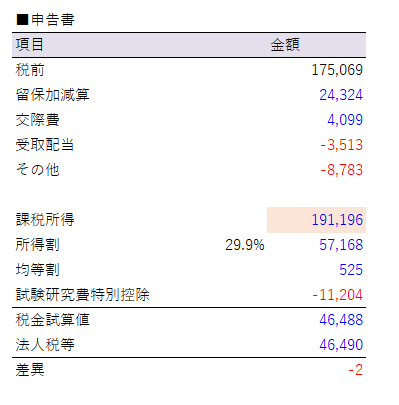 ■申告書
項目 金額
税前 175,069
留保加減算 24,324
交際費 4,099
受取配当 -3,513
その他 -8,783
課税所得 191,196
所得割 29.9% 57,168
均等割 525
試験研究費特別控除 -11,204
税金試算値 46,488
法人税等 46,490
差異 -2